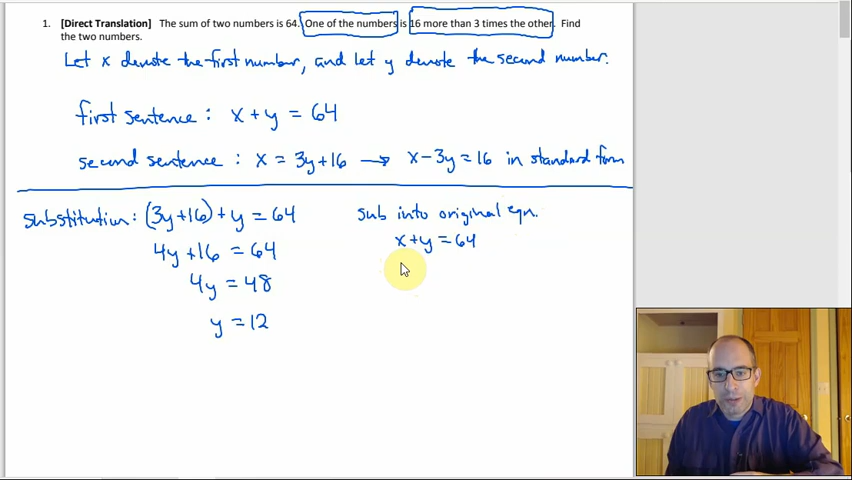 1. [Direct Translation] The sum of two numbers is 64. One of the numbers is 16 more than 3 times the other. Find
the two numbers.
Let x denote the first number, and let y denote the second number.
first sentence: x + y = 64
second sentence: x = 3y+16 → x-3y=16 in standard form
substitution: (3y+16)+y = 64
4y+16 = 64
4y = 48
y = 12
sub into original eqn.
x+y = 64